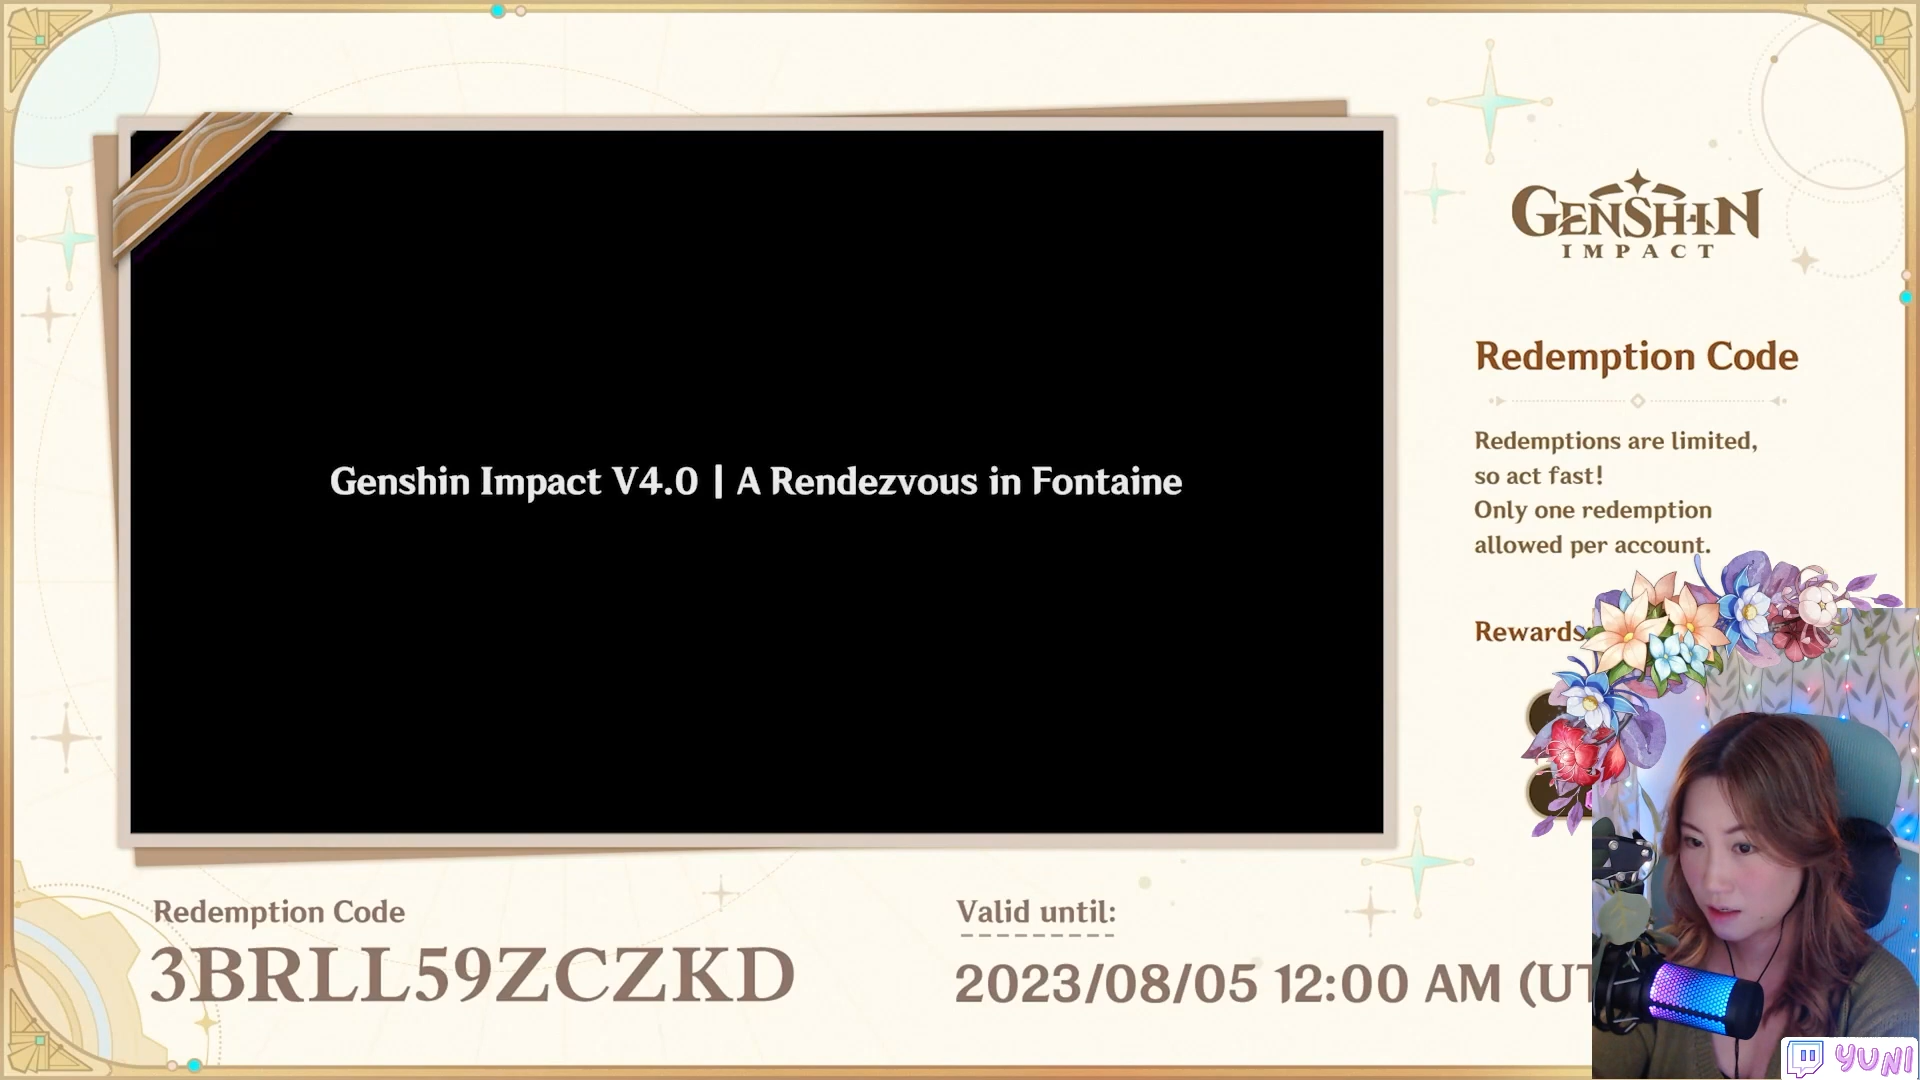 GENSHIN
IMPACT
Redemption Code
Redemptions are limited,
so act fast!
Only one redemption
allowed per account.
Rewards
Genshin Impact V4.0 | A Rendezvous in Fontaine
Redemption Code
3BRLL59ZCZKD
Valid until:
2023/08/05 12:00 AM (UT
YUNI